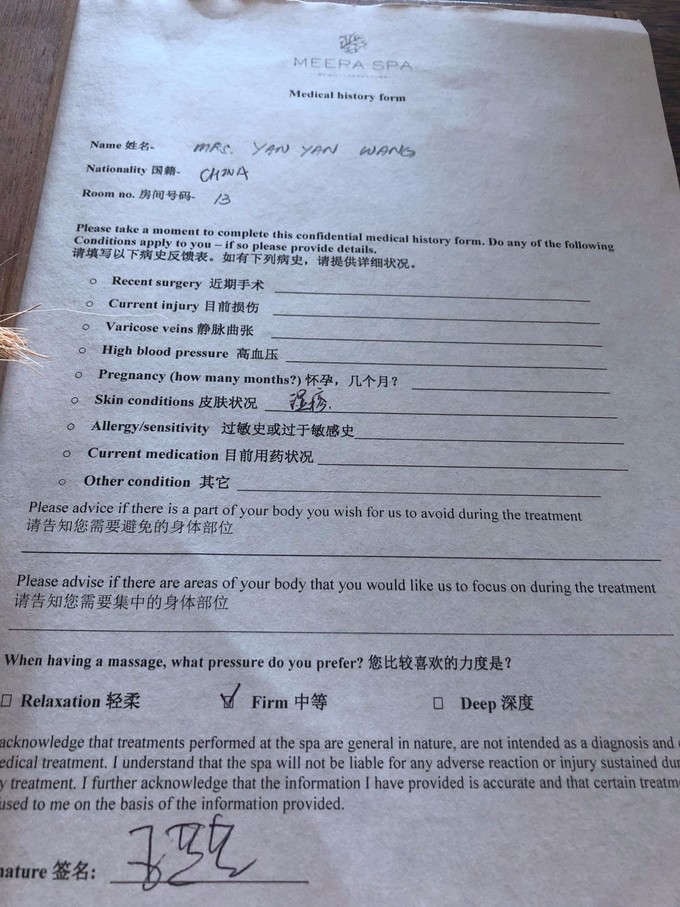 MEERA SPA
Medical history form
Name 姓名- MRS. YAN YAN WANG
Nationality 国籍- CHINA
Room no. 房间号码- 13
Please take a moment to complete this confidential medical history form. Do any of the following
Conditions apply to you – if so please provide details.
请填写以下病史反馈表。如有下列病史，请提供详细状况。
Recent surgery 近期手术
Current injury 目前损伤
Varicose veins 静脉曲张
High blood pressure 高血压
Pregnancy (how many months?) 怀孕，几个月？
Skin conditions 皮肤状况 湿疹.
Allergy/sensitivity 过敏史或过于敏感史
Current medication 目前用药状况
Other condition 其它
Please advice if there is a part of your body you wish for us to avoid during the treatment
请告知您需要避免的身体部位
Please advise if there are areas of your body that you would like us to focus on during the treatment
请告知您需要集中的身体部位
When having a massage, what pressure do you prefer? 您比较喜欢的力度是？
Relaxation 轻柔 Firm 中等 Deep 深度
acknowledge that treatments performed at the spa are general in nature, are not intended as a diagnosis and
edical treatment. I understand that the spa will not be liable for any adverse reaction or injury sustained du
y treatment. I further acknowledge that the information I have provided is accurate and that certain treatm
used to me on the basis of the information provided.
nature 签名: